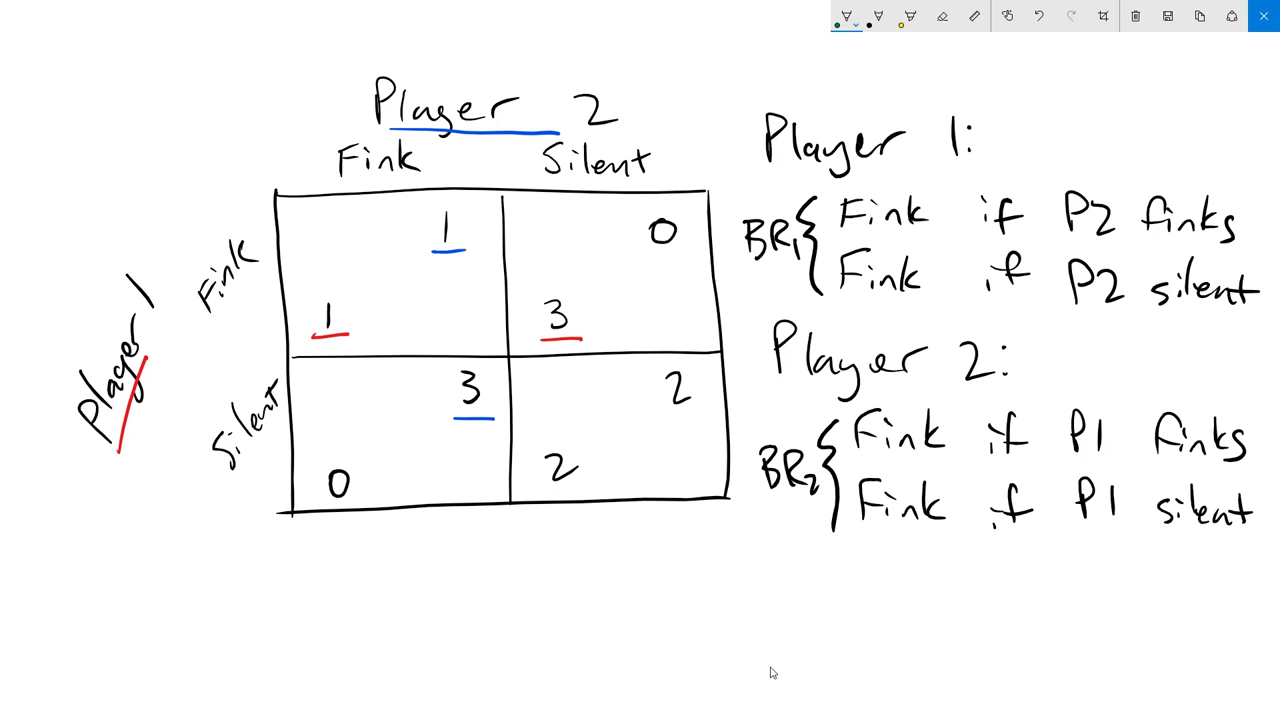 Player 2
Fink Silent
Player 1
Fink
Silent
1 0
1 3
3 2
0 2
Player 1:
BR1 { Fink if P2 finks
Fink if P2 silent
Player 2:
BR2 { Fink if P1 finks
Fink if P1 silent